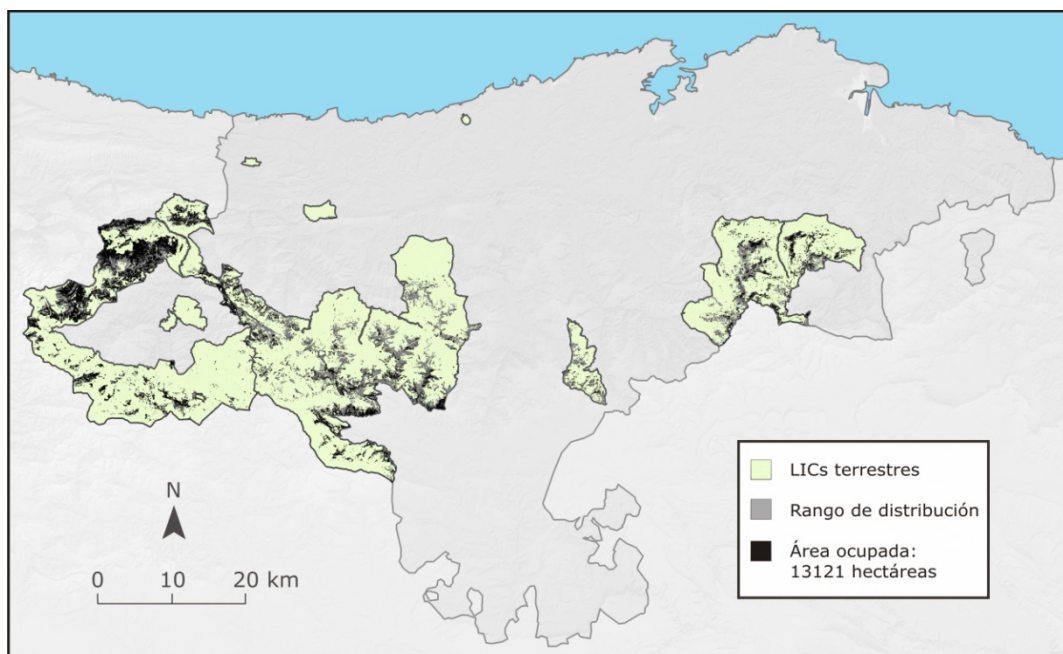 LICs terrestres
Rango de distribución
Área ocupada:
13121 hectáreas
N
0 10 20 km